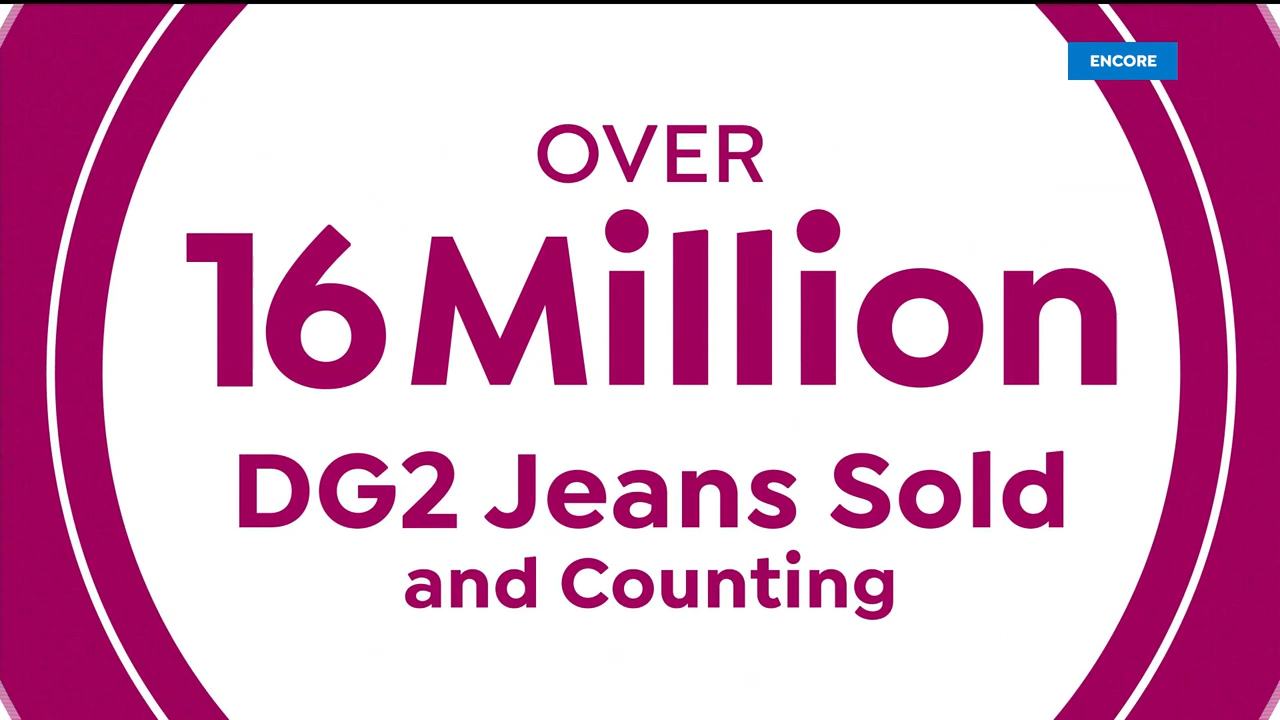 ENCORE
OVER
16 Million
DG2 Jeans Sold
and Counting